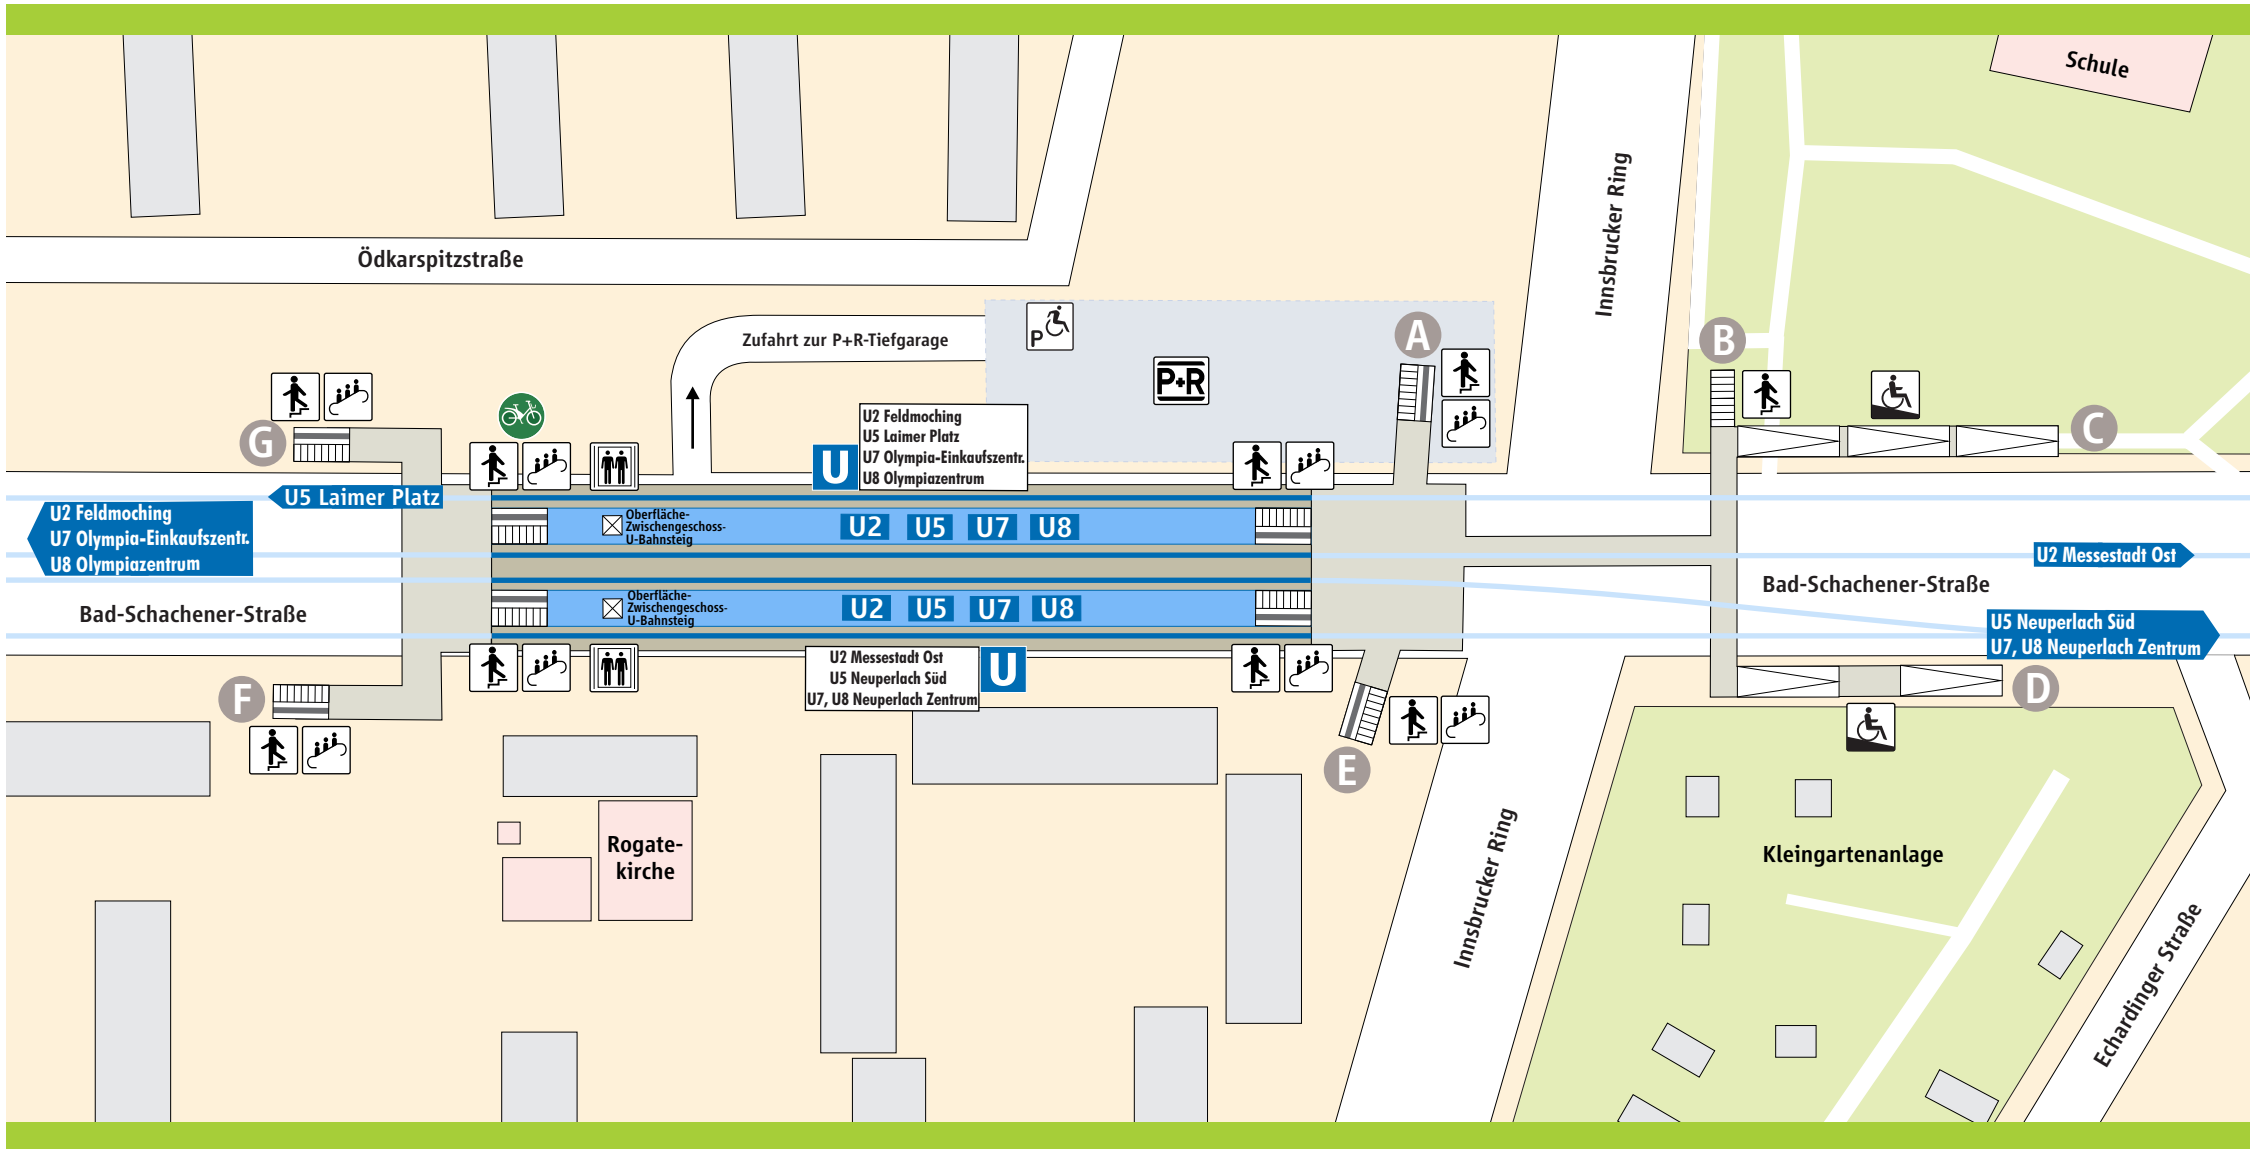 Schule
Innsbrucker Ring
Ödkarspitzstraße
Zufahrt zur P+R-Tiefgarage
P
P+R
A
B
C
G
U2 Feldmoching
U5 Laimer Platz
U7 Olympia-Einkaufszentr.
U8 Olympiazentrum
U
U5 Laimer Platz
U2 Feldmoching
U7 Olympia-Einkaufszentr.
U8 Olympiazentrum
Oberfläche-
Zwischengeschoss-
U-Bahnsteig
U2 U5 U7 U8
U2 Messestadt Ost
Bad-Schachener-Straße
Bad-Schachener-Straße
Oberfläche-
Zwischengeschoss-
U-Bahnsteig
U2 U5 U7 U8
U5 Neuperlach Süd
U7, U8 Neuperlach Zentrum
U2 Messestadt Ost
U5 Neuperlach Süd
U7, U8 Neuperlach Zentrum
U
F
D
E
Rogate-
kirche
Innsbrucker Ring
Kleingartenanlage
Echardinger Straße